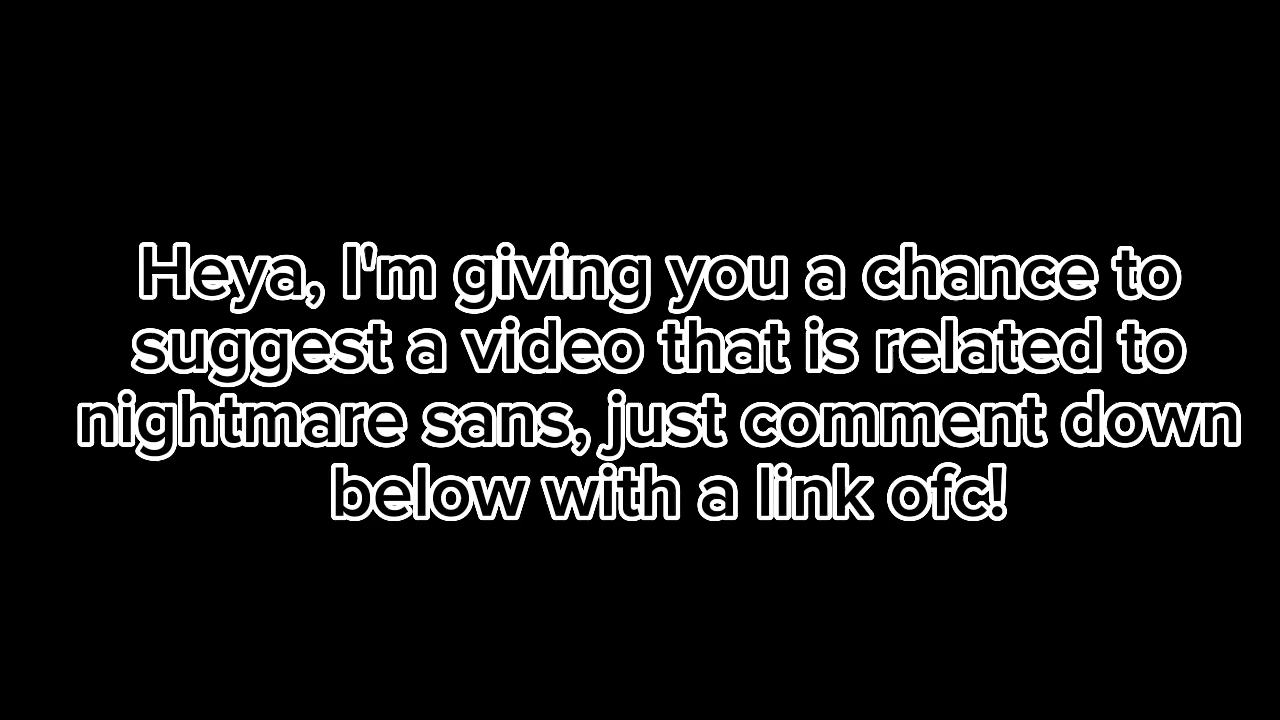 Heya, I'm giving you a chance to
suggest a video that is related to
nightmare sans, just comment down
below with a link ofc!